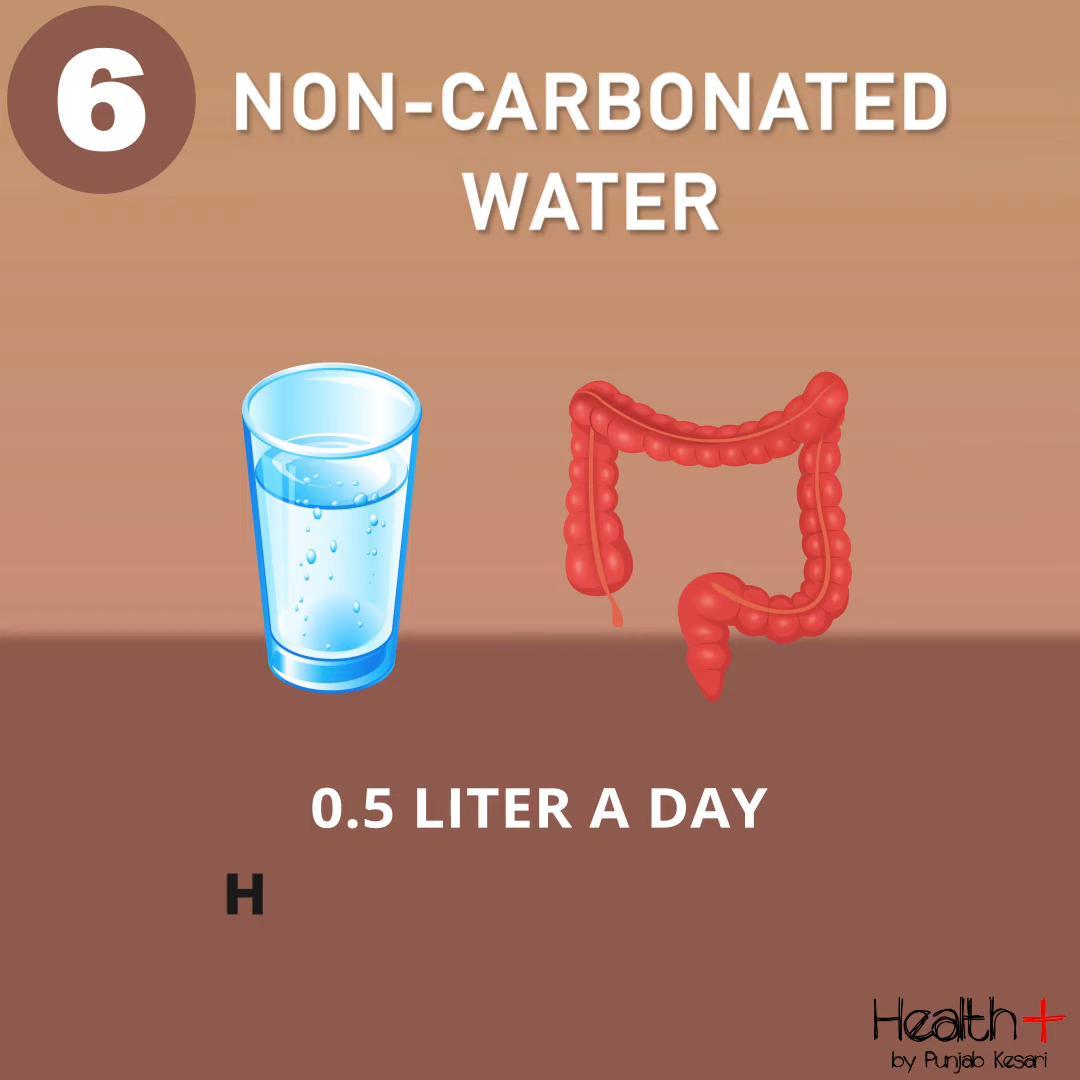 6
NON-CARBONATED
WATER
0.5 LITER A DAY
H
Health+
by Punjab Kesari